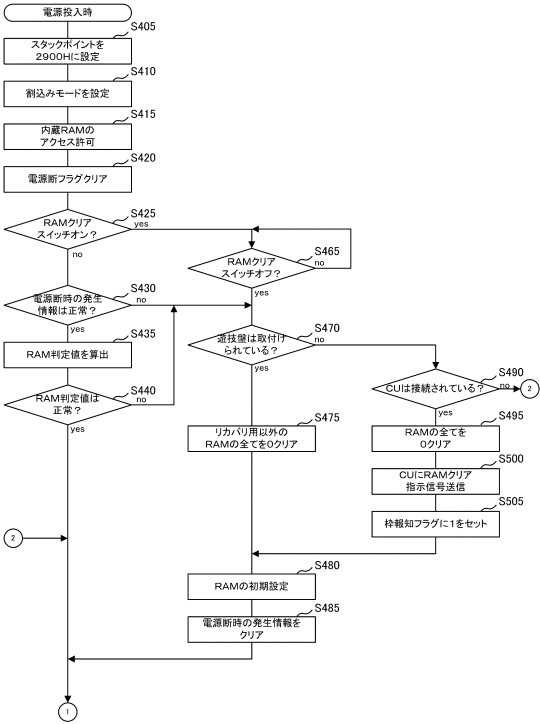 電源投入時
S405
スタックポイントを
2900Hに設定
S410
割込みモードを設定
S415
内蔵RAMの
アクセス許可
S420
電源断フラグクリア
S425
RAMクリア
スイッチオン？
yes
no
S465
RAMクリア
スイッチオフ？
no
yes
S430
電源断時の発生
情報は正常？
no
yes
S435
RAM判定値を算出
S440
RAM判定値は
正常？
no
yes
S470
遊技盤は取付け
られている？
no
yes
S490
CUは接続されている？
no
2
yes
S475
リカバリ用以外の
RAMの全てを0クリア
S495
RAMの全てを
0クリア
S500
CUにRAMクリア
指示信号送信
S505
枠報知フラグに1をセット
2
S480
RAMの初期設定
S485
電源断時の発生情報を
クリア
1